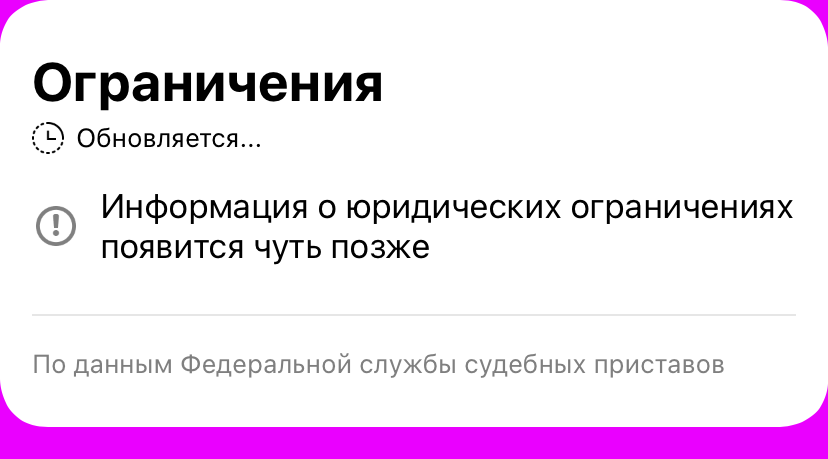 Ограничения
Обновляется...
Информация о юридических ограничениях
появится чуть позже
По данным Федеральной службы судебных приставов